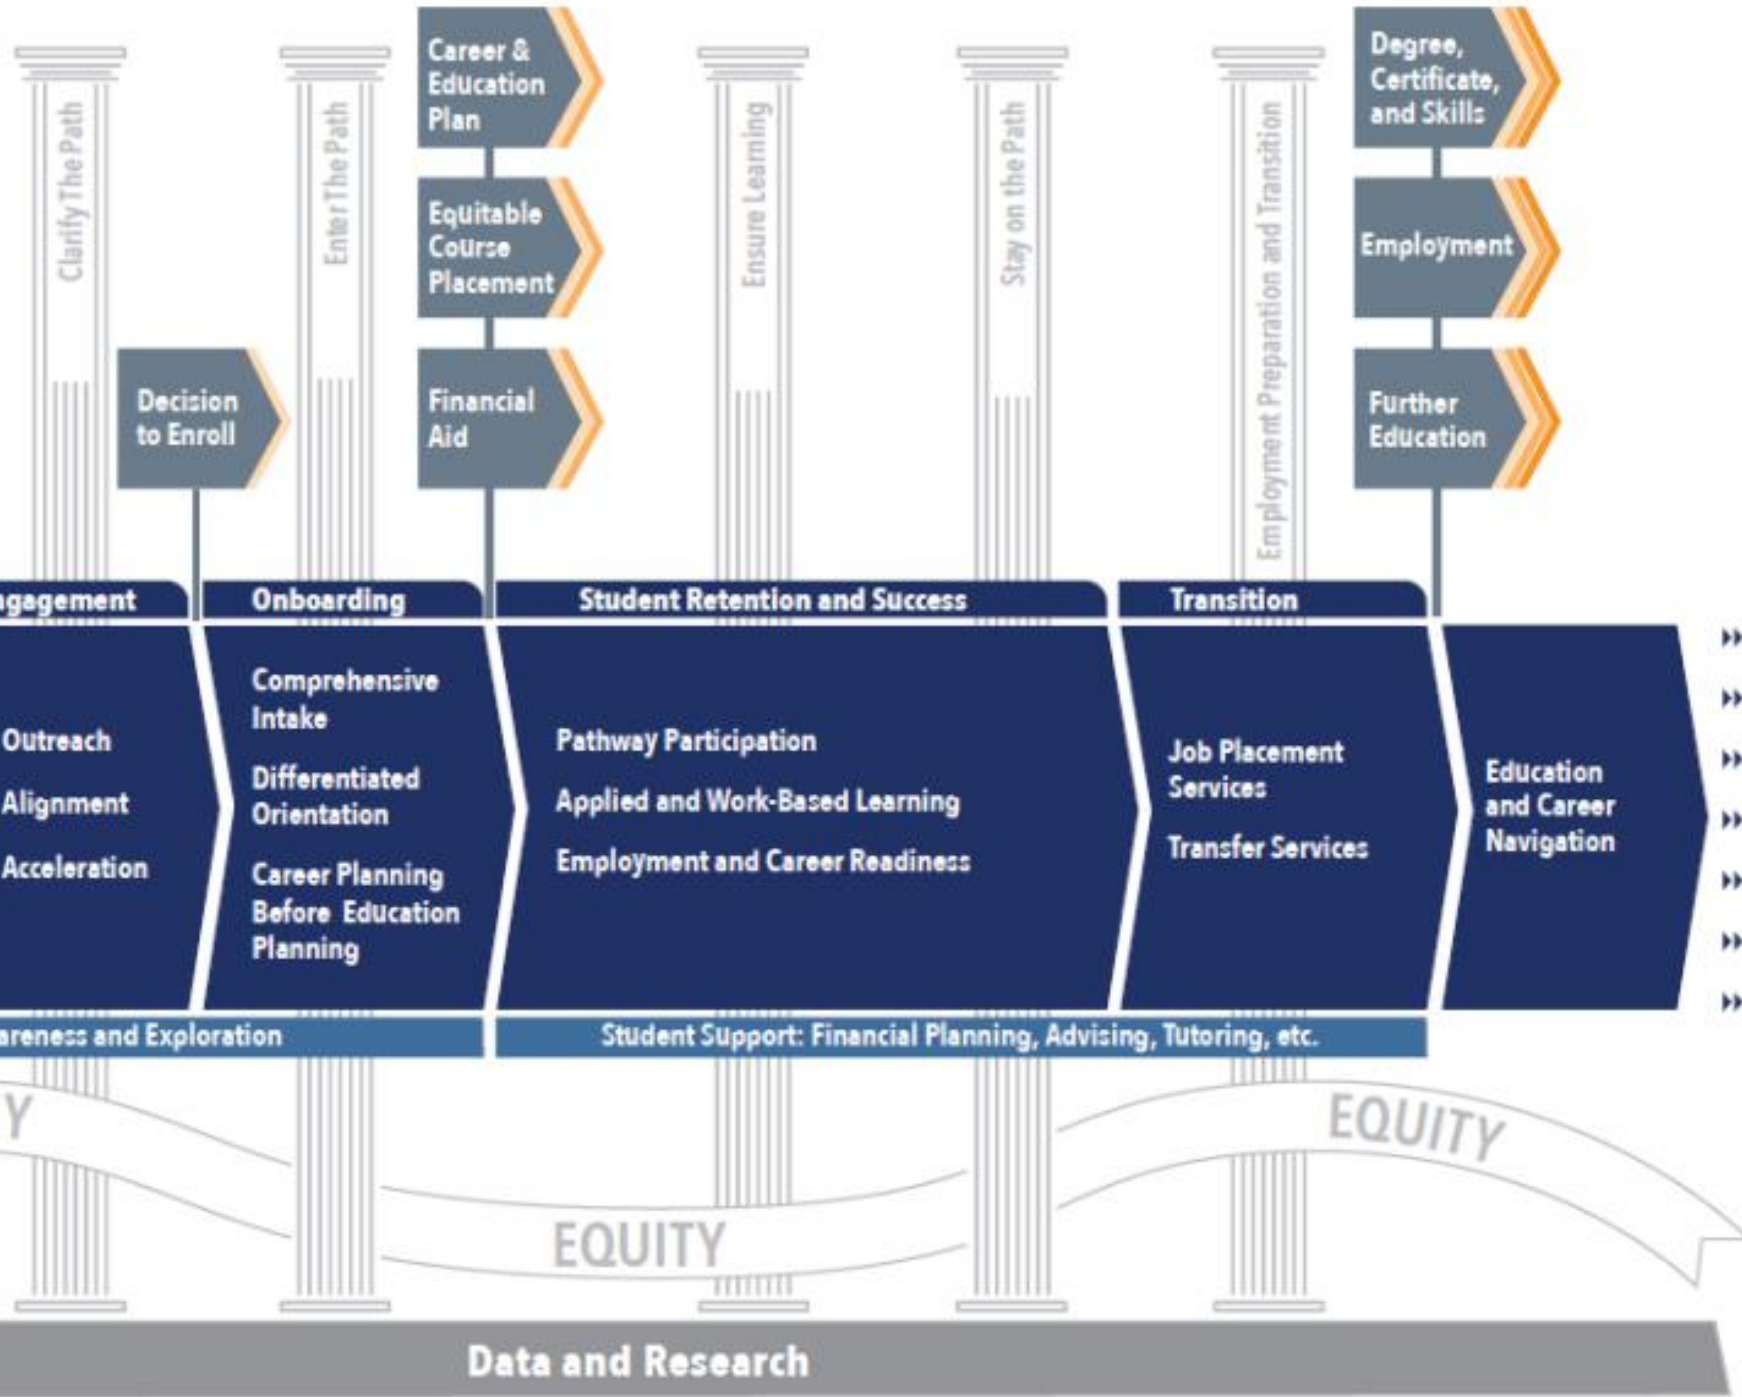 Clarify The Path
Enter The Path
Career &
Education
Plan
Equitable
Course
Placement
Financial
Aid
Decision
to Enroll
Ensure Learning
Stay on the Path
Employment Preparation and Transition
Degree,
Certificate,
and Skills
Employment
Further
Education
ngagement
Onboarding
Student Retention and Success
Transition
Outreach
Alignment
Acceleration
Comprehensive
Intake
Differentiated
Orientation
Career Planning
Before Education
Planning
Pathway Participation
Applied and Work-Based Learning
Employment and Career Readiness
Job Placement
Services
Transfer Services
Education
and Career
Navigation
areness and Exploration
Student Support: Financial Planning, Advising, Tutoring, etc.
Y
EQUITY
EQUITY
Data and Research